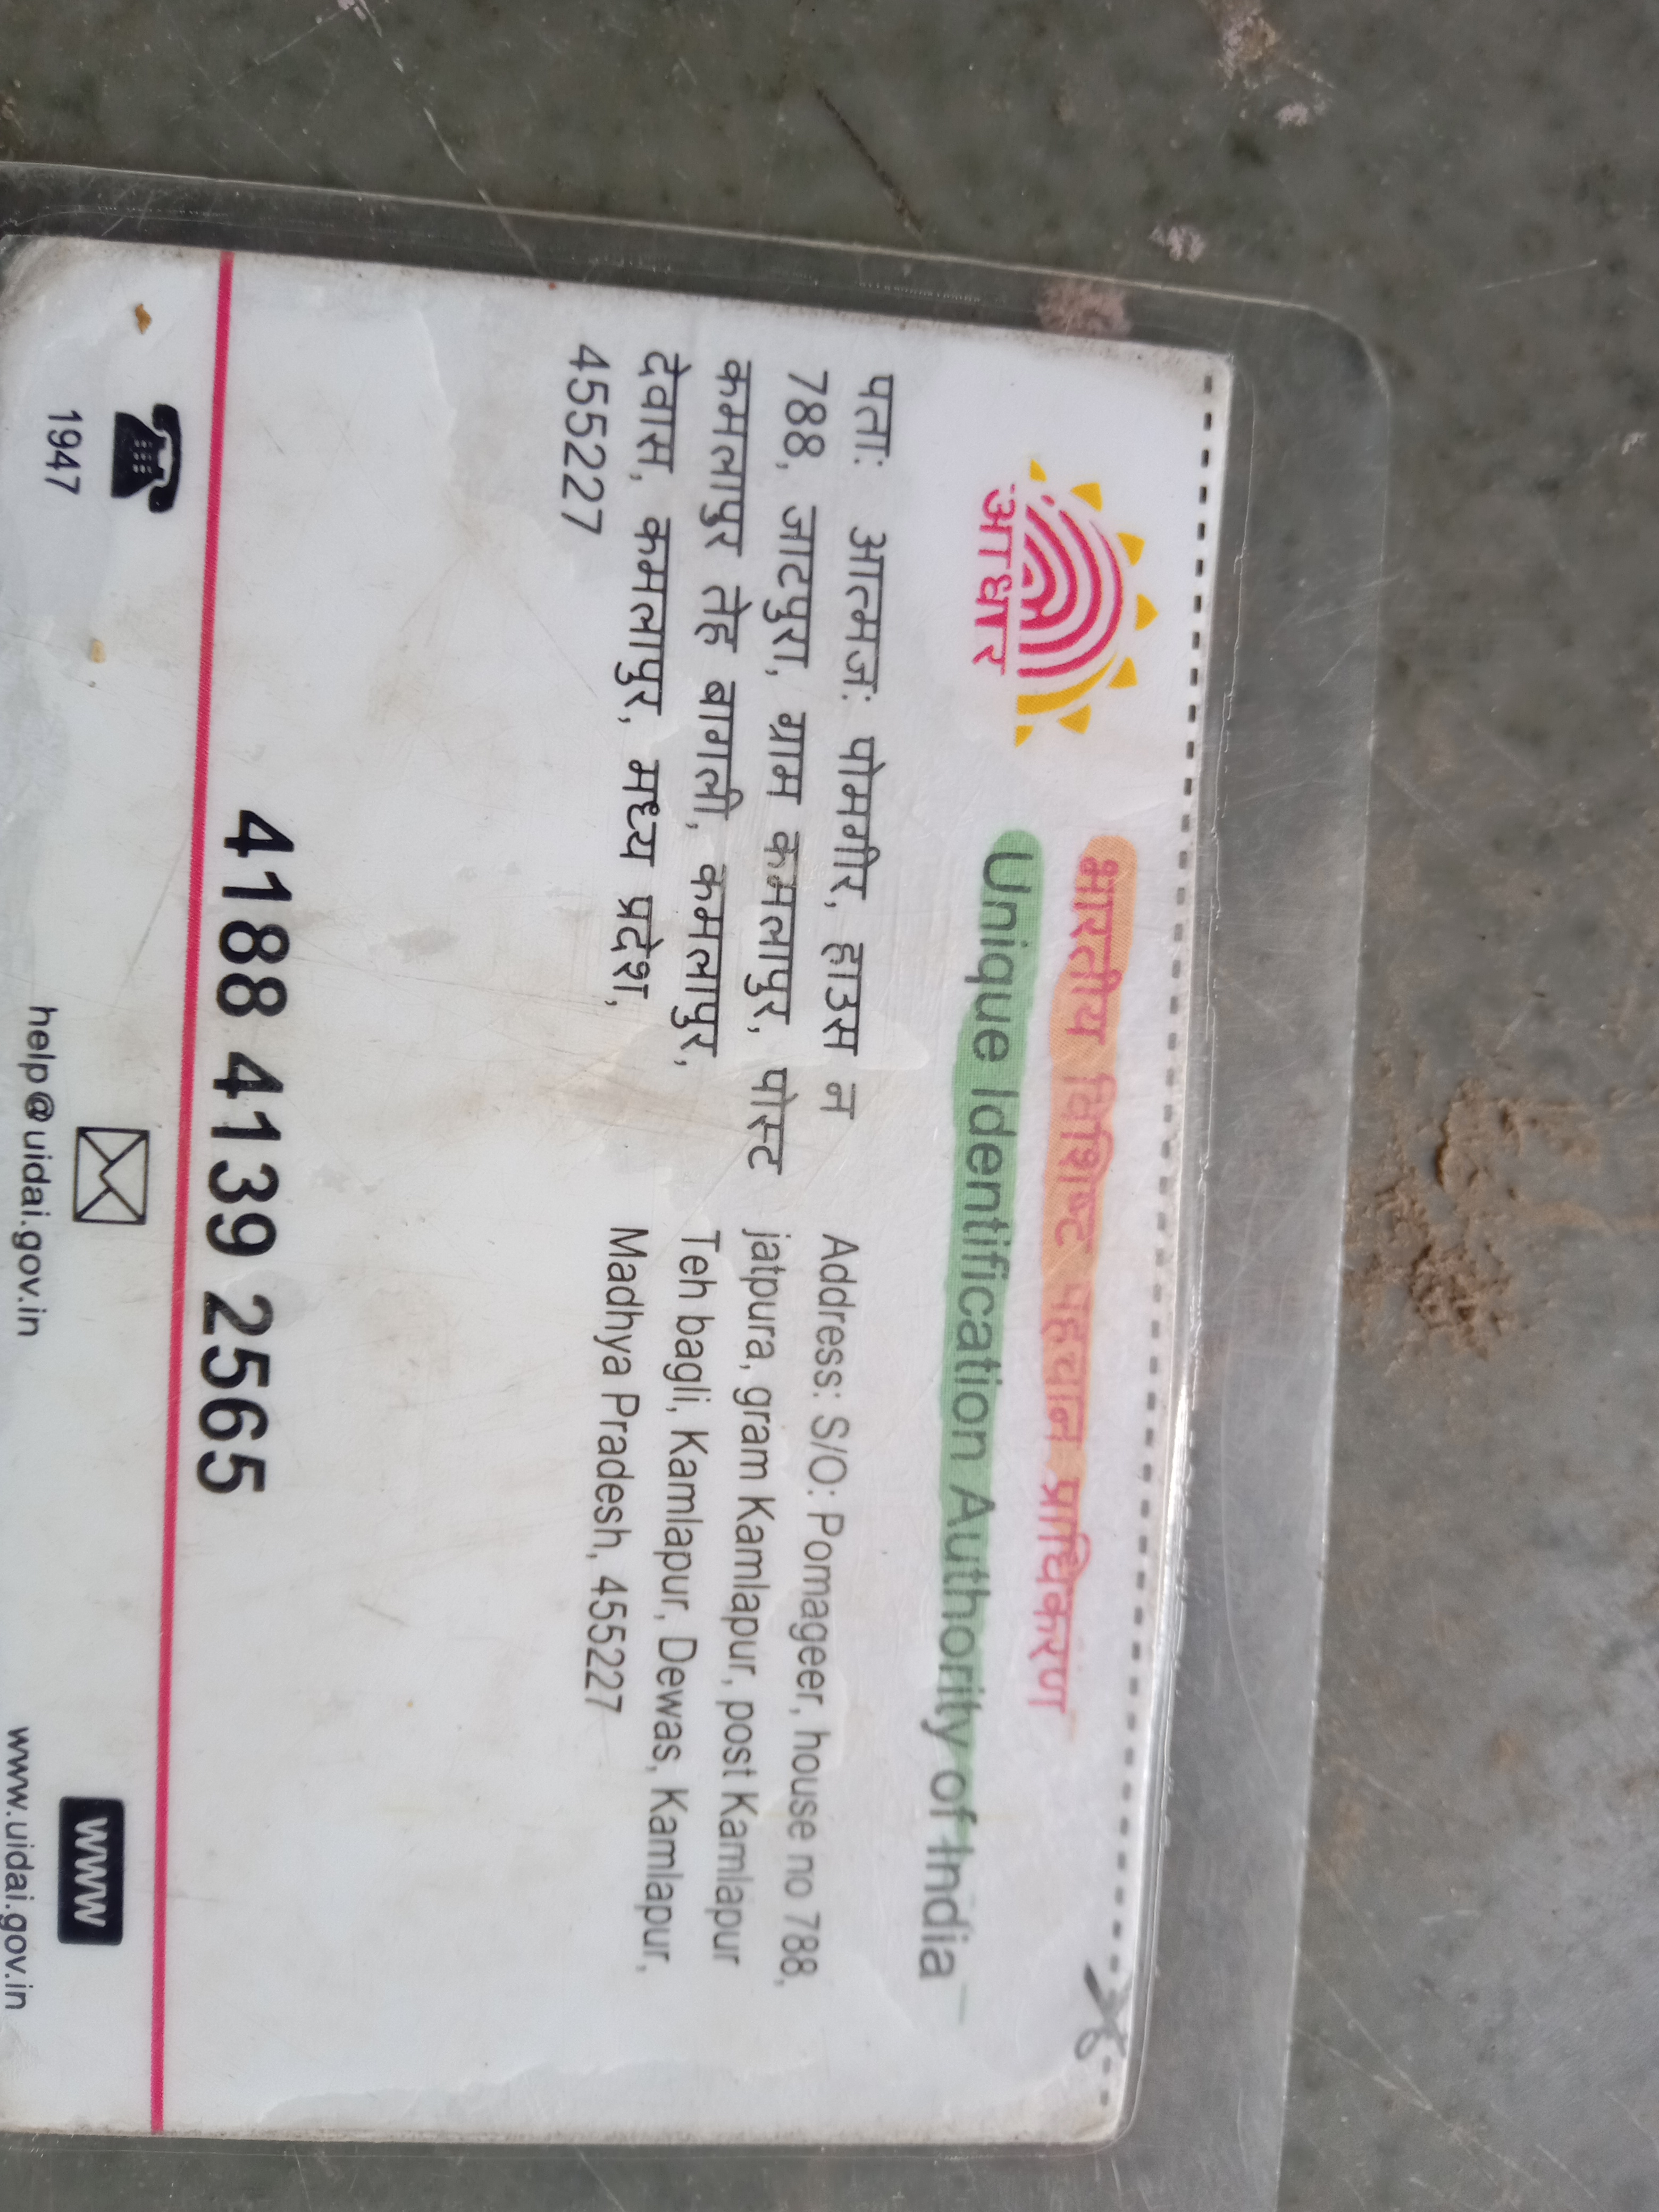 भारतीय विशिष्ट पहचान प्राधिकरण
Unique Identification Authority of India
आधार
पताः आत्मजः पोमगीर, हाउस न
788, जाटपुरा, ग्राम कमलापुर, पोस्ट
कमलापुर तेह बागली, कमलापुर,
देवास, कमलापुर, मध्य प्रदेश,
455227
Address: S/O: Pomageer, house no 788,
jatpura, gram Kamlapur, post Kamlapur
Teh bagli, Kamlapur, Dewas, Kamlapur,
Madhya Pradesh, 455227
4188 4139 2565
1947
help@uidai.gov.in
www
www.uidai.gov.in